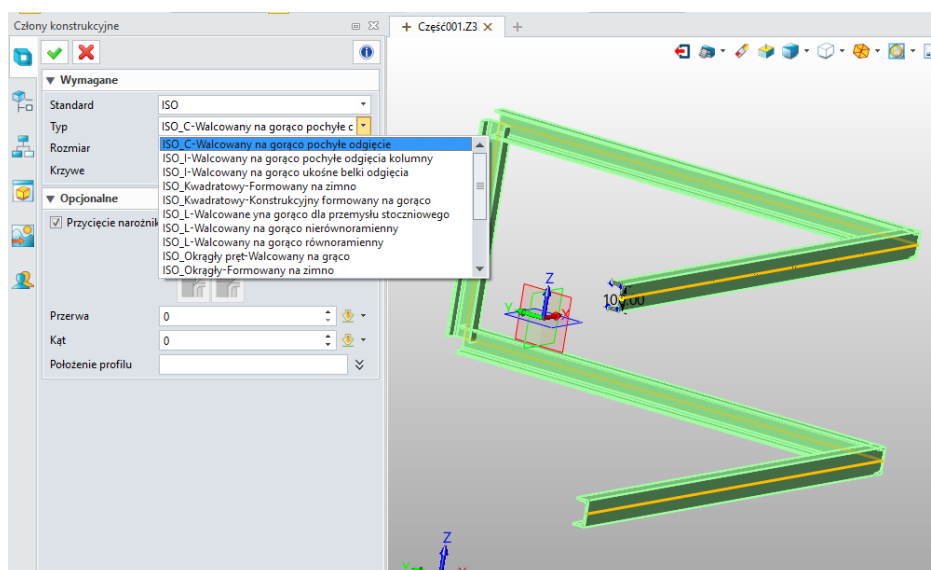 Człony konstrukcyjne
Część001.Z3
Wymagane
Standard
ISO
Typ
ISO_C-Walcowany na gorąco pochyłe c
Rozmiar
Krzywe
ISO_C-Walcowany na gorąco pochyłe odgięcie
ISO_I-Walcowany na gorąco pochyłe odgięcia kolumny
ISO_I-Walcowany na gorąco ukośne belki odgięcia
ISO_Kwadratowy-Formowany na zimno
ISO_Kwadratowy-Konstrukcyjny formowany na gorąco
ISO_L-Walcowane yna gorąco dla przemysłu stoczniowego
ISO_L-Walcowany na gorąco nierównoramienny
ISO_L-Walcowany na gorąco równoramienny
ISO_Okrągły pręt-Walcowany na grąco
ISO_Okrągły-Formowany na zimno
Opcjonalne
Przycięcie narożnik
Przerwa
0
Kąt
0
Położenie profilu
Z
Y
X
Z